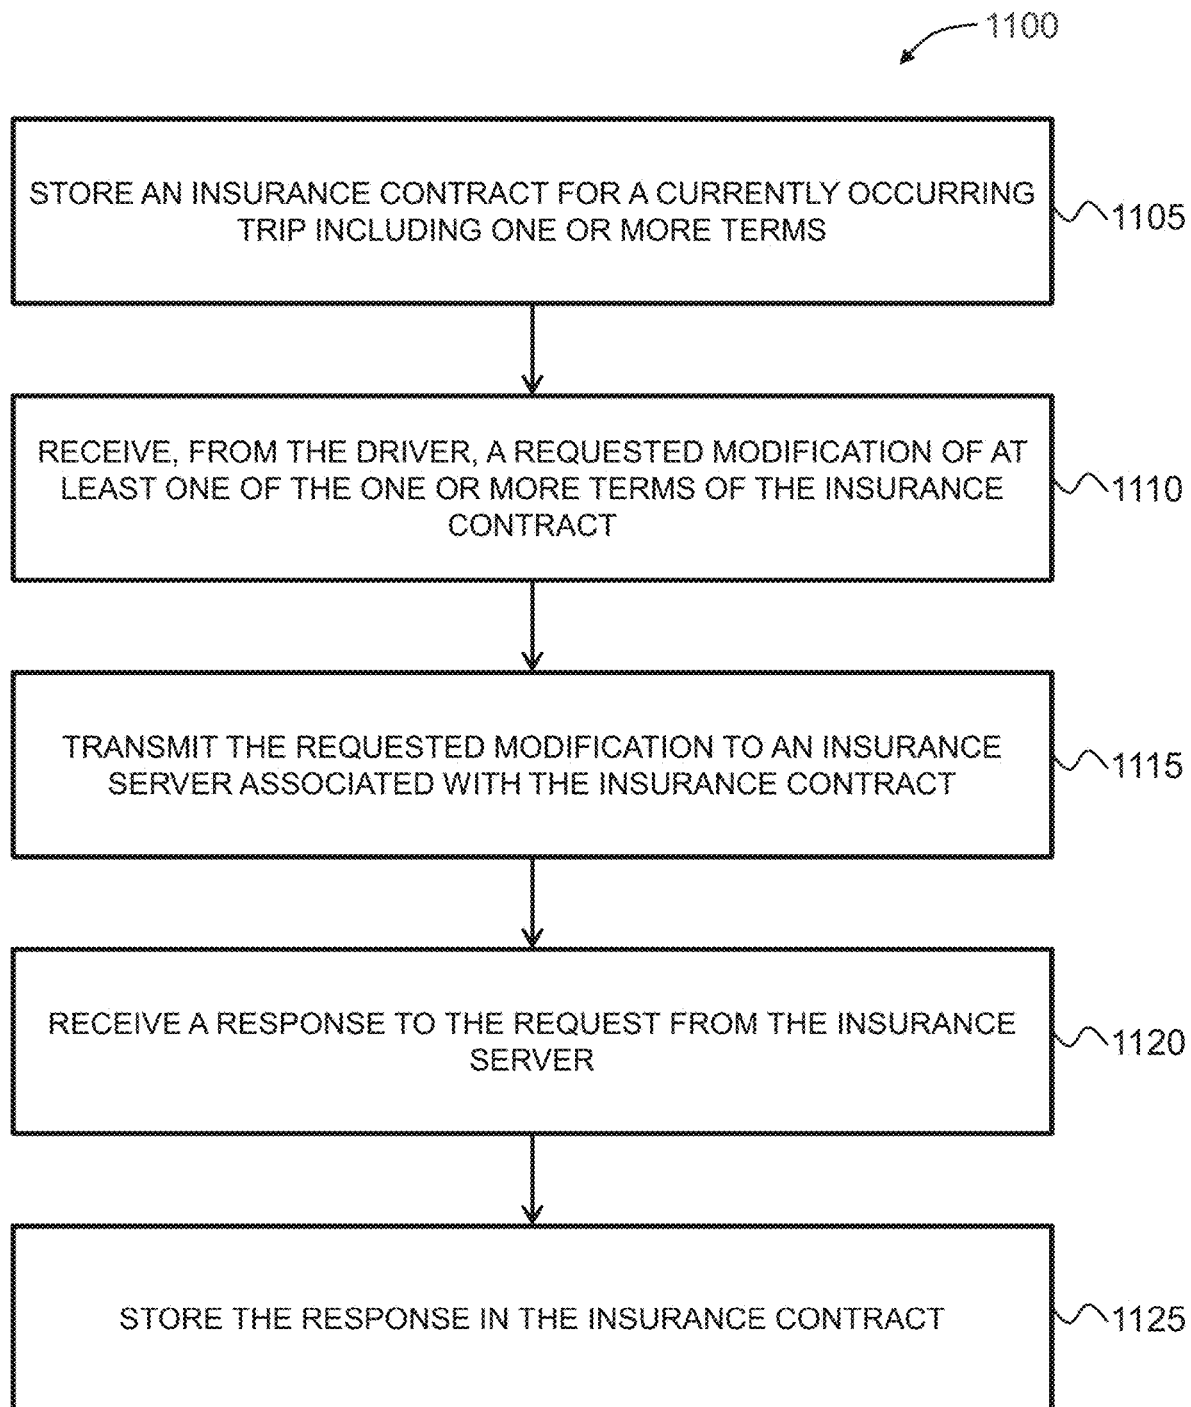 1100
STORE AN INSURANCE CONTRACT FOR A CURRENTLY OCCURRING
TRIP INCLUDING ONE OR MORE TERMS
1105
RECEIVE, FROM THE DRIVER, A REQUESTED MODIFICATION OF AT
LEAST ONE OF THE ONE OR MORE TERMS OF THE INSURANCE
CONTRACT
1110
TRANSMIT THE REQUESTED MODIFICATION TO AN INSURANCE
SERVER ASSOCIATED WITH THE INSURANCE CONTRACT
1115
RECEIVE A RESPONSE TO THE REQUEST FROM THE INSURANCE
SERVER
1120
STORE THE RESPONSE IN THE INSURANCE CONTRACT
1125